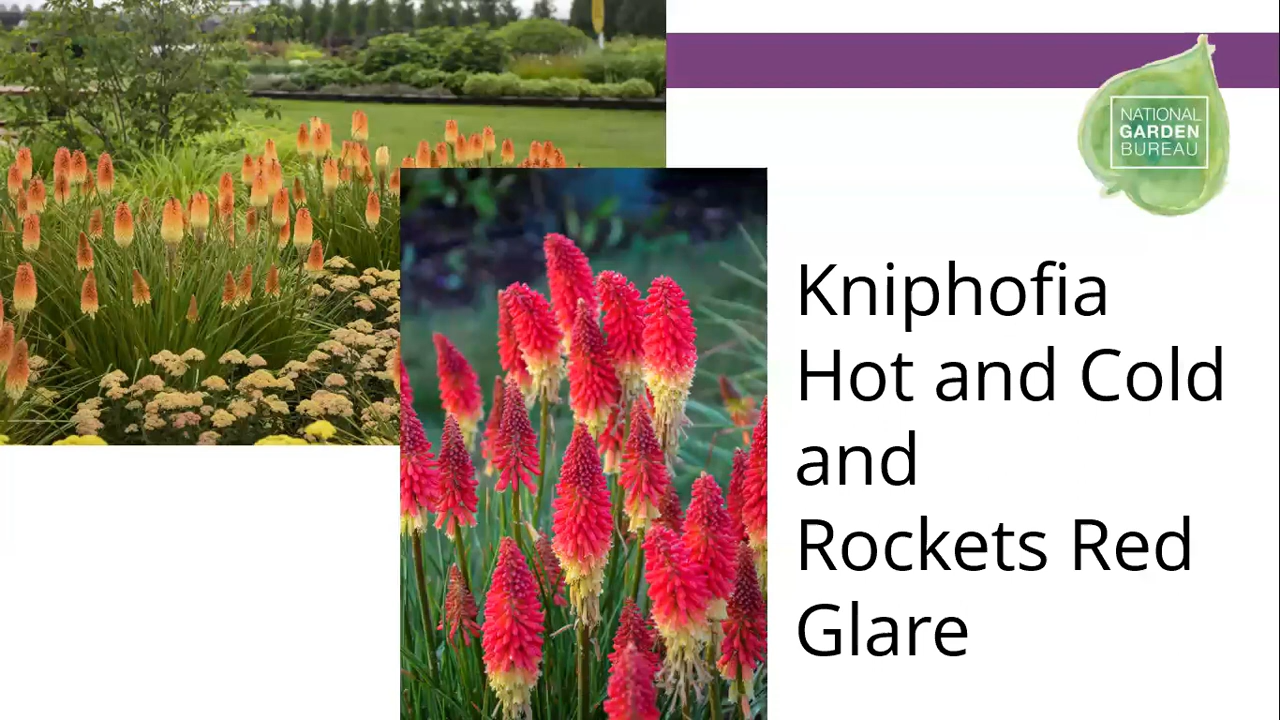 NATIONAL
GARDEN
BUREAU
Kniphofia
Hot and Cold
and
Rockets Red
Glare